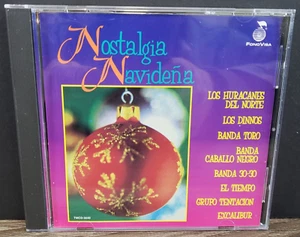 Nostalgia
Navideña
FONOVISA
LOS HURACANES
DEL NORTE
LOS DINNOS
BANDA TORO
BANDA
CABALLO NEGRO
BANDA 30-30
EL TIEMPO
GRUPO TENTACION
EXCALIBUR